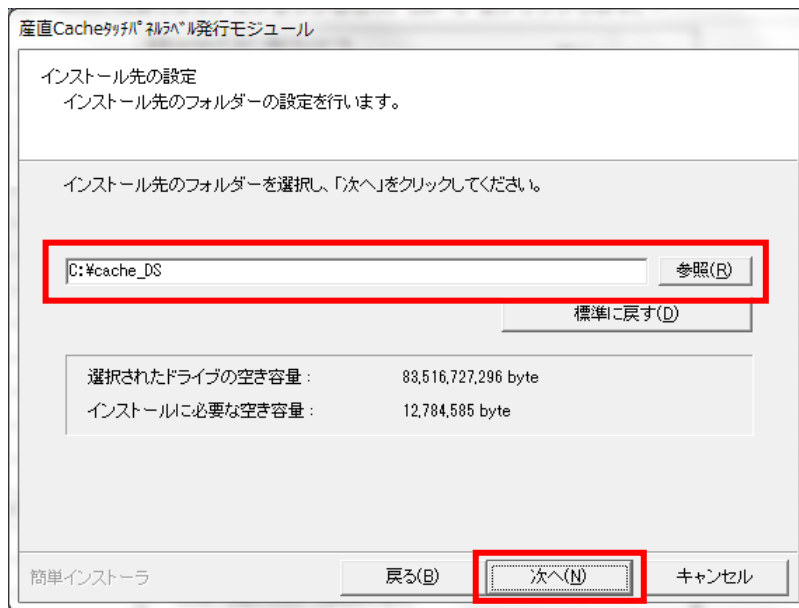 産直Cacheﾀｯﾁﾊﾟﾈﾙﾗﾍﾞﾙ発行モジュール
インストール先の設定
インストール先のフォルダーの設定を行います。
インストール先のフォルダーを選択し、「次へ」をクリックしてください。
C:¥cache_DS 参照(R)
標準に戻す(D)
選択されたドライブの空き容量： 83,516,727,296 byte
インストールに必要な空き容量： 12,784,585 byte
簡単インストーラ 戻る(B) 次へ(N) キャンセル